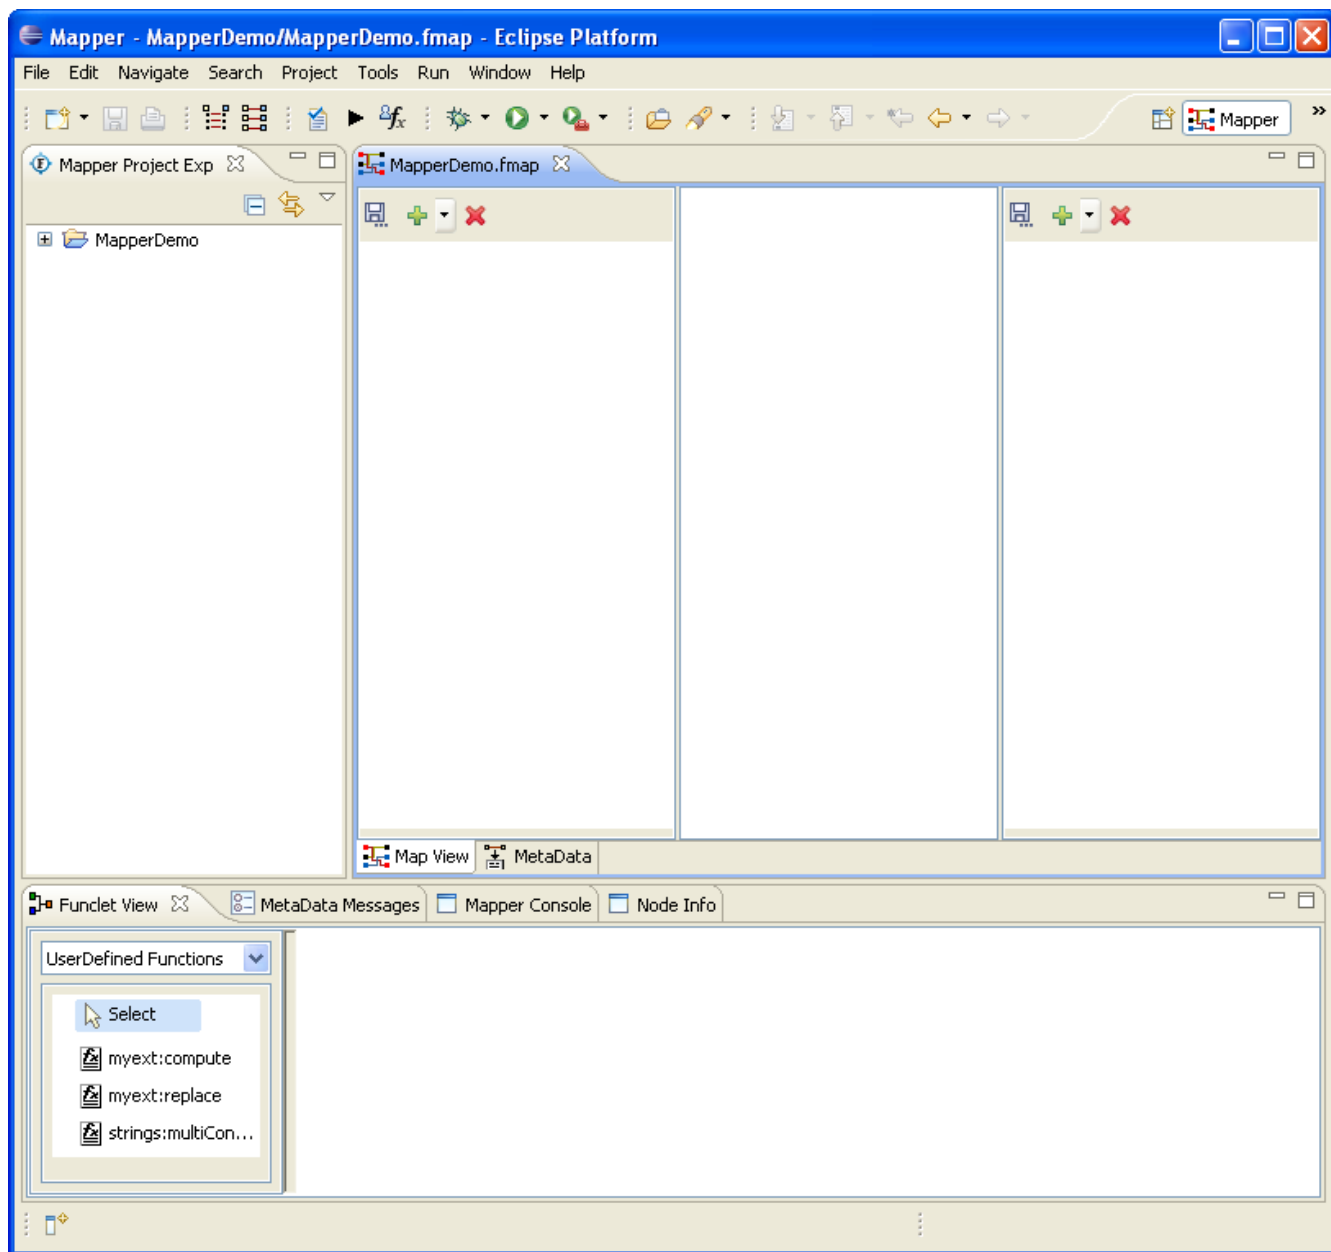 Mapper - MapperDemo/MapperDemo.fmap - Eclipse Platform
File Edit Navigate Search Project Tools Run Window Help
Mapper
Mapper Project Exp
MapperDemo.fmap
MapperDemo
Map View
MetaData
Funclet View
MetaData Messages
Mapper Console
Node Info
UserDefined Functions
Select
myext:compute
myext:replace
strings:multiCon...